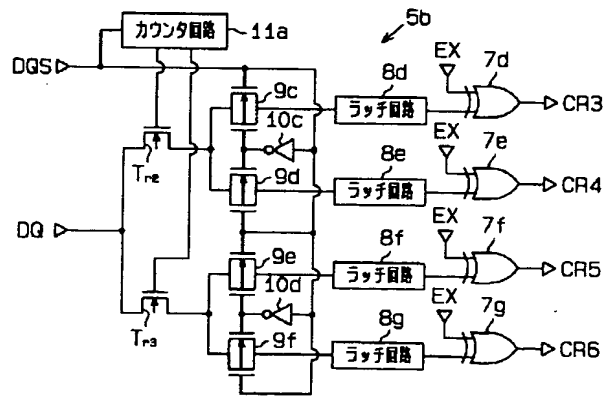 カウンタ回路
11a
5b
DQS
9c
10c
9d
8d
ラッチ回路
EX
7d
CR3
Tr2
8e
ラッチ回路
EX
7e
CR4
DQ
9e
10d
9f
8f
ラッチ回路
EX
7f
CR5
Tr3
8g
ラッチ回路
EX
7g
CR6